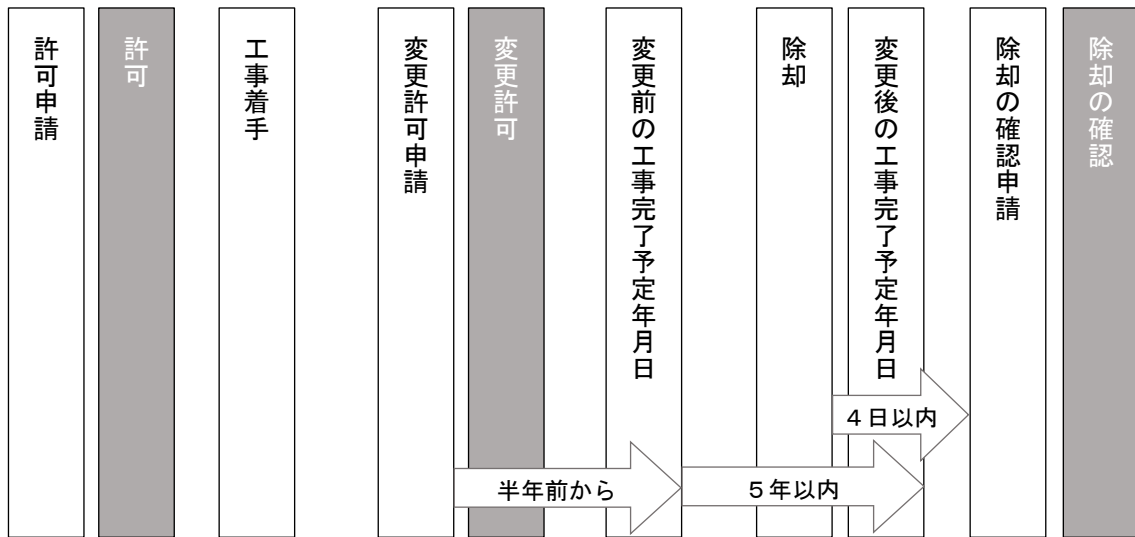 許可申請
許可
工事着手
変更許可申請
変更許可
変更前の工事完了予定年月日
除却
変更後の工事完了予定年月日
除却の確認申請
除却の確認
４日以内
半年前から
５年以内